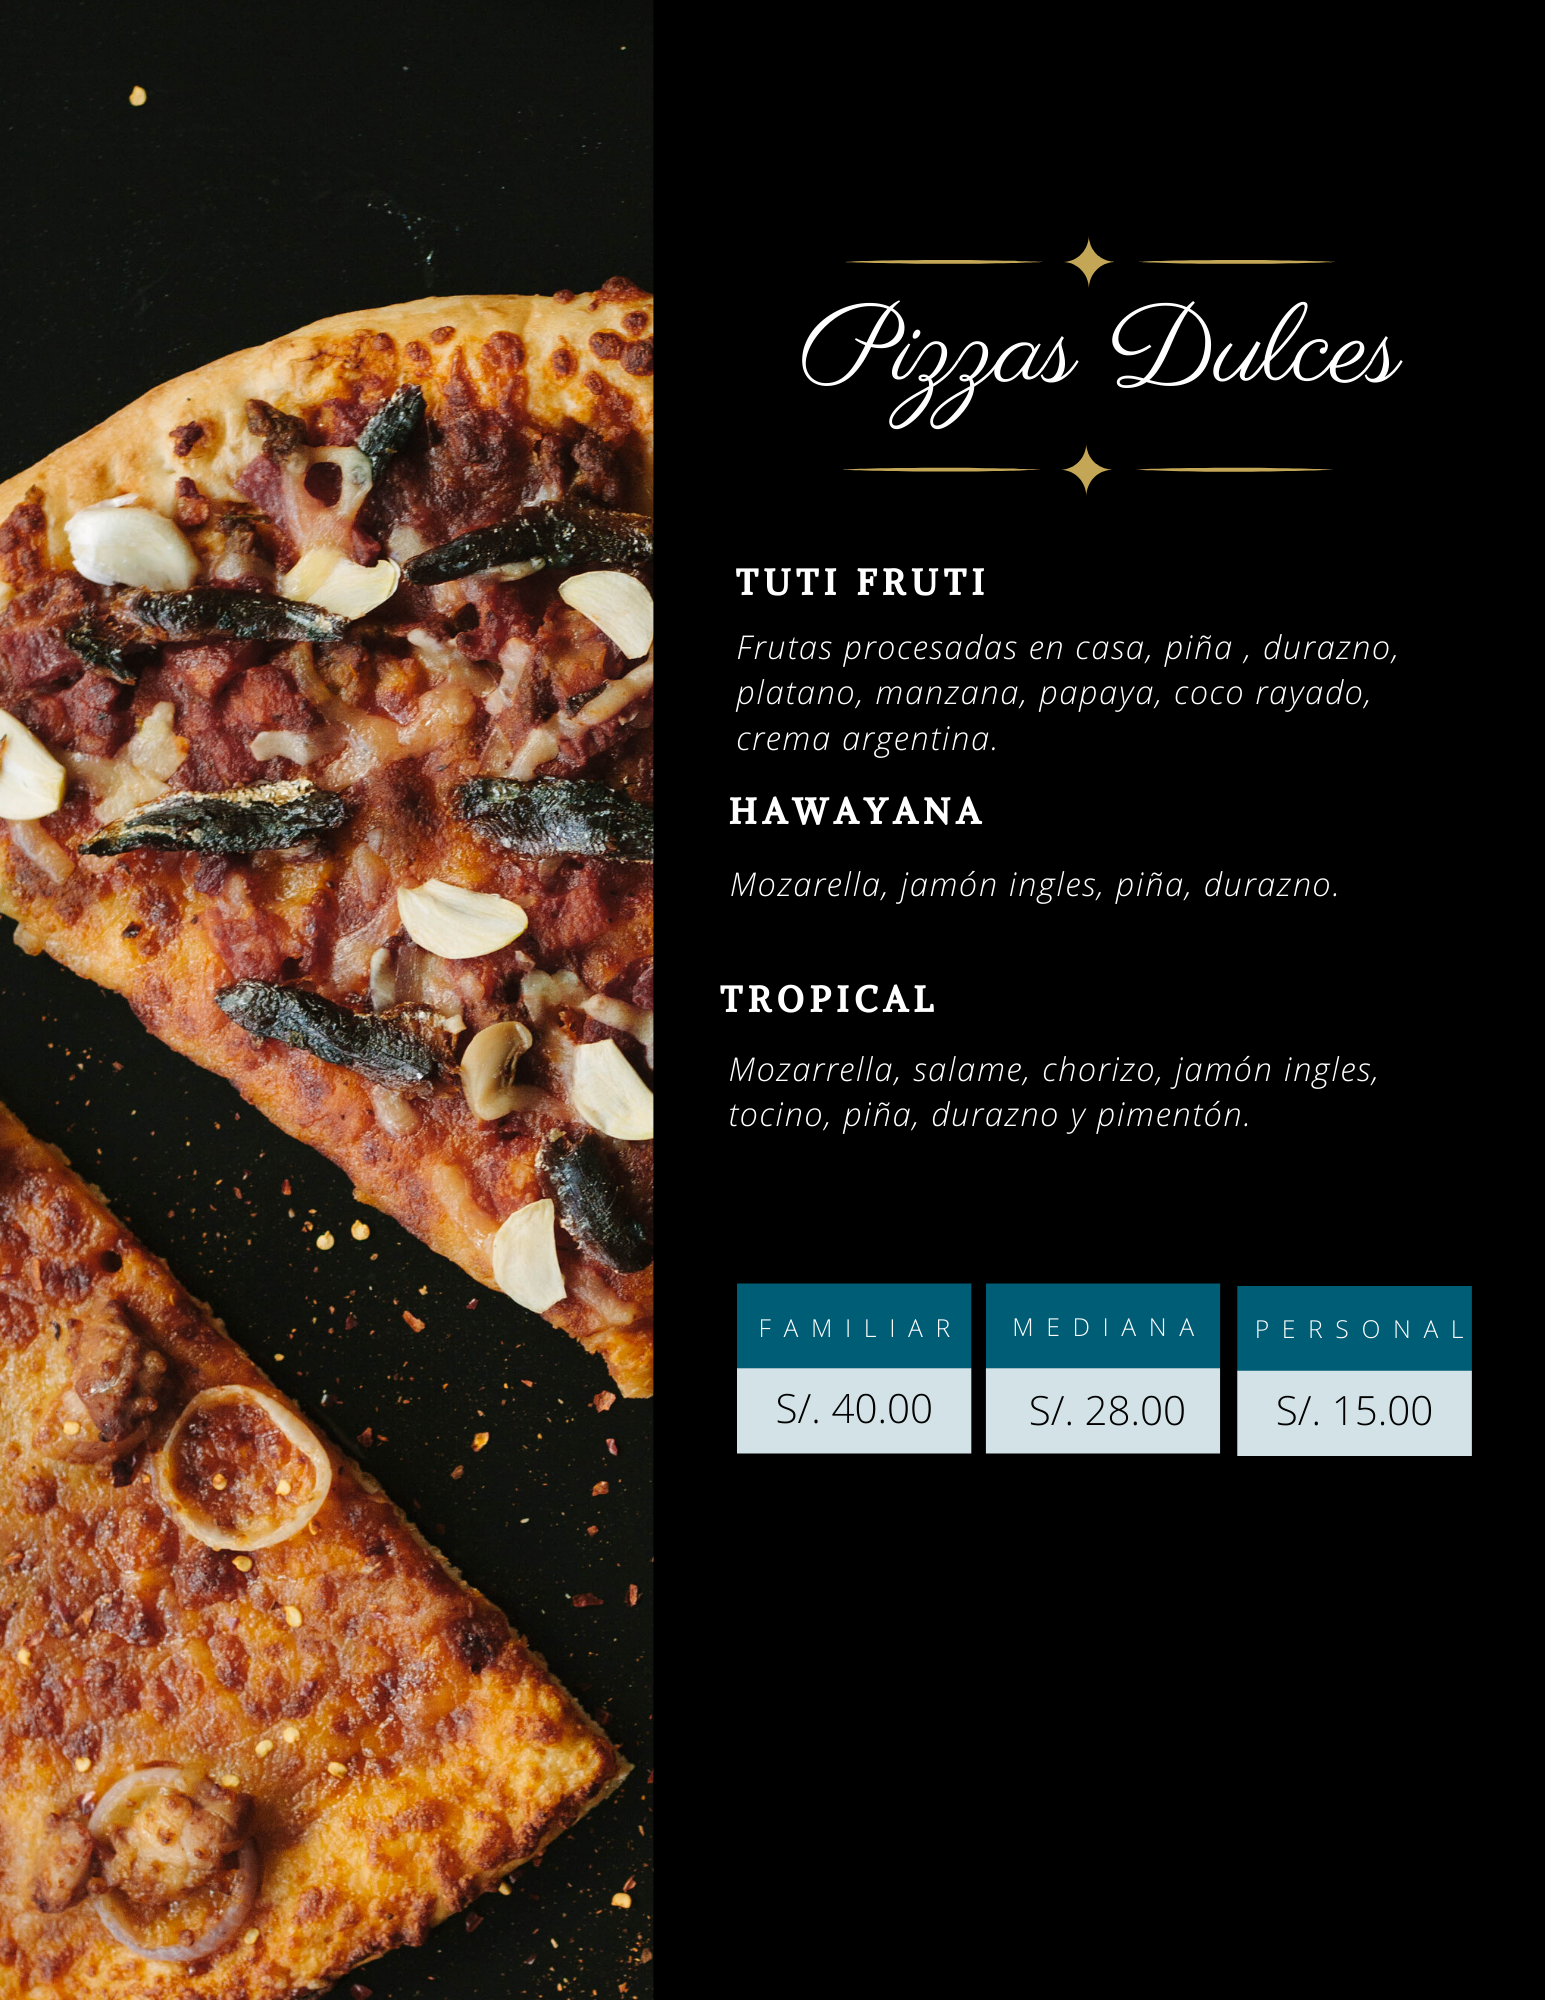 Pizzas Dulces
TUTI FRUTI
Frutas procesadas en casa, piña , durazno,
platano, manzana, papaya, coco rayado,
crema argentina.
HAWAYANA
Mozarella, jamón ingles, piña, durazno.
TROPICAL
Mozarrella, salame, chorizo, jamón ingles,
tocino, piña, durazno y pimentón.
FAMILIAR MEDIANA PERSONAL
S/. 40.00 S/. 28.00 S/. 15.00